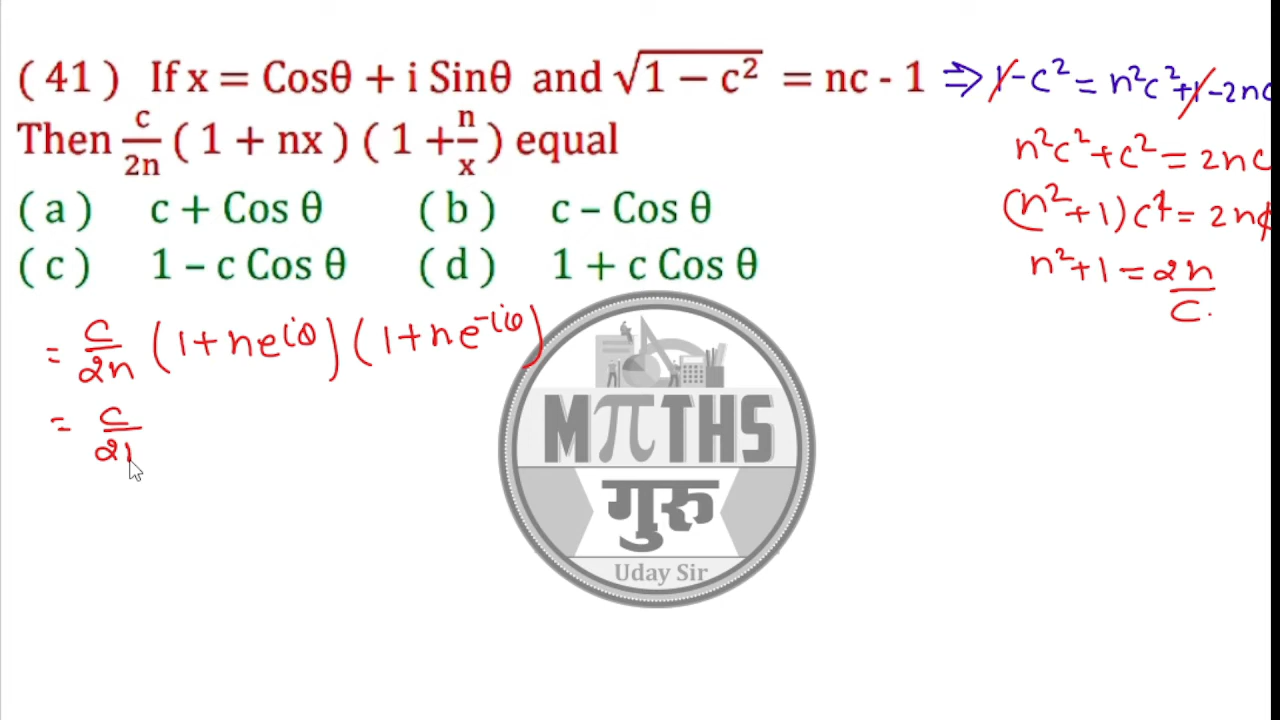 ( 41 ) If x = Cosθ + i Sinθ and √(1 − c²) = nc - 1 ⇒ 1 − c² = n²c² + 1 − 2nc
Then c/2n ( 1 + nx ) ( 1 + n/x ) equal
n²c² + c² = 2nc
( a ) c + Cos θ ( b ) c – Cos θ
(n² + 1) c² = 2nc
( c ) 1 – c Cos θ ( d ) 1 + c Cos θ
n² + 1 = 2n/c.
= c/2n (1 + ne^iθ) (1 + ne^-iθ)
= c/2
MπTHS
गुरु
Uday Sir